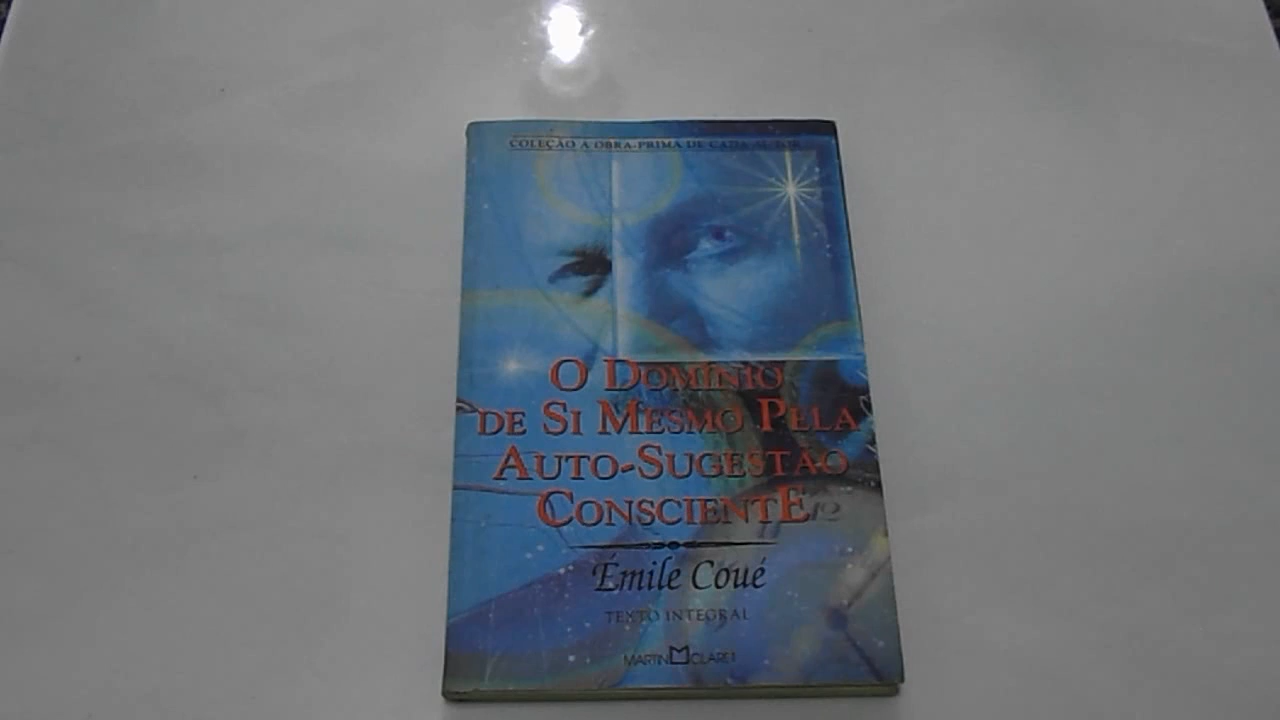 COLEÇÃO A OBRA-PRIMA DE CADA AUTOR
O DOMÍNIO
DE SI MESMO PELA
AUTO-SUGESTÃO
CONSCIENTE
Émile Coué
TEXTO INTEGRAL
MARTIN CLARET